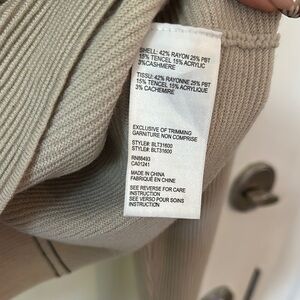 SHELL: 42% RAYON 25% PBT
15% TENCEL 15% ACRYLIC
3%CASHMERE
TISSU: 42% RAYONNE 25% PBT
15% TENCEL 15% ACRYLIQUE
3% CACHEMIRE
EXCLUSIVE OF TRIMMING
GARNITURE NON COMPRISE
STYLE#: BLT31600
STYLE#: BLT31600
RN86493
CA01241
MADE IN CHINA
FABRIQUÉ EN CHINE
SEE REVERSE FOR CARE
INSTRUCTION
SEE VERSO POUR SOINS
INSTRUCTION